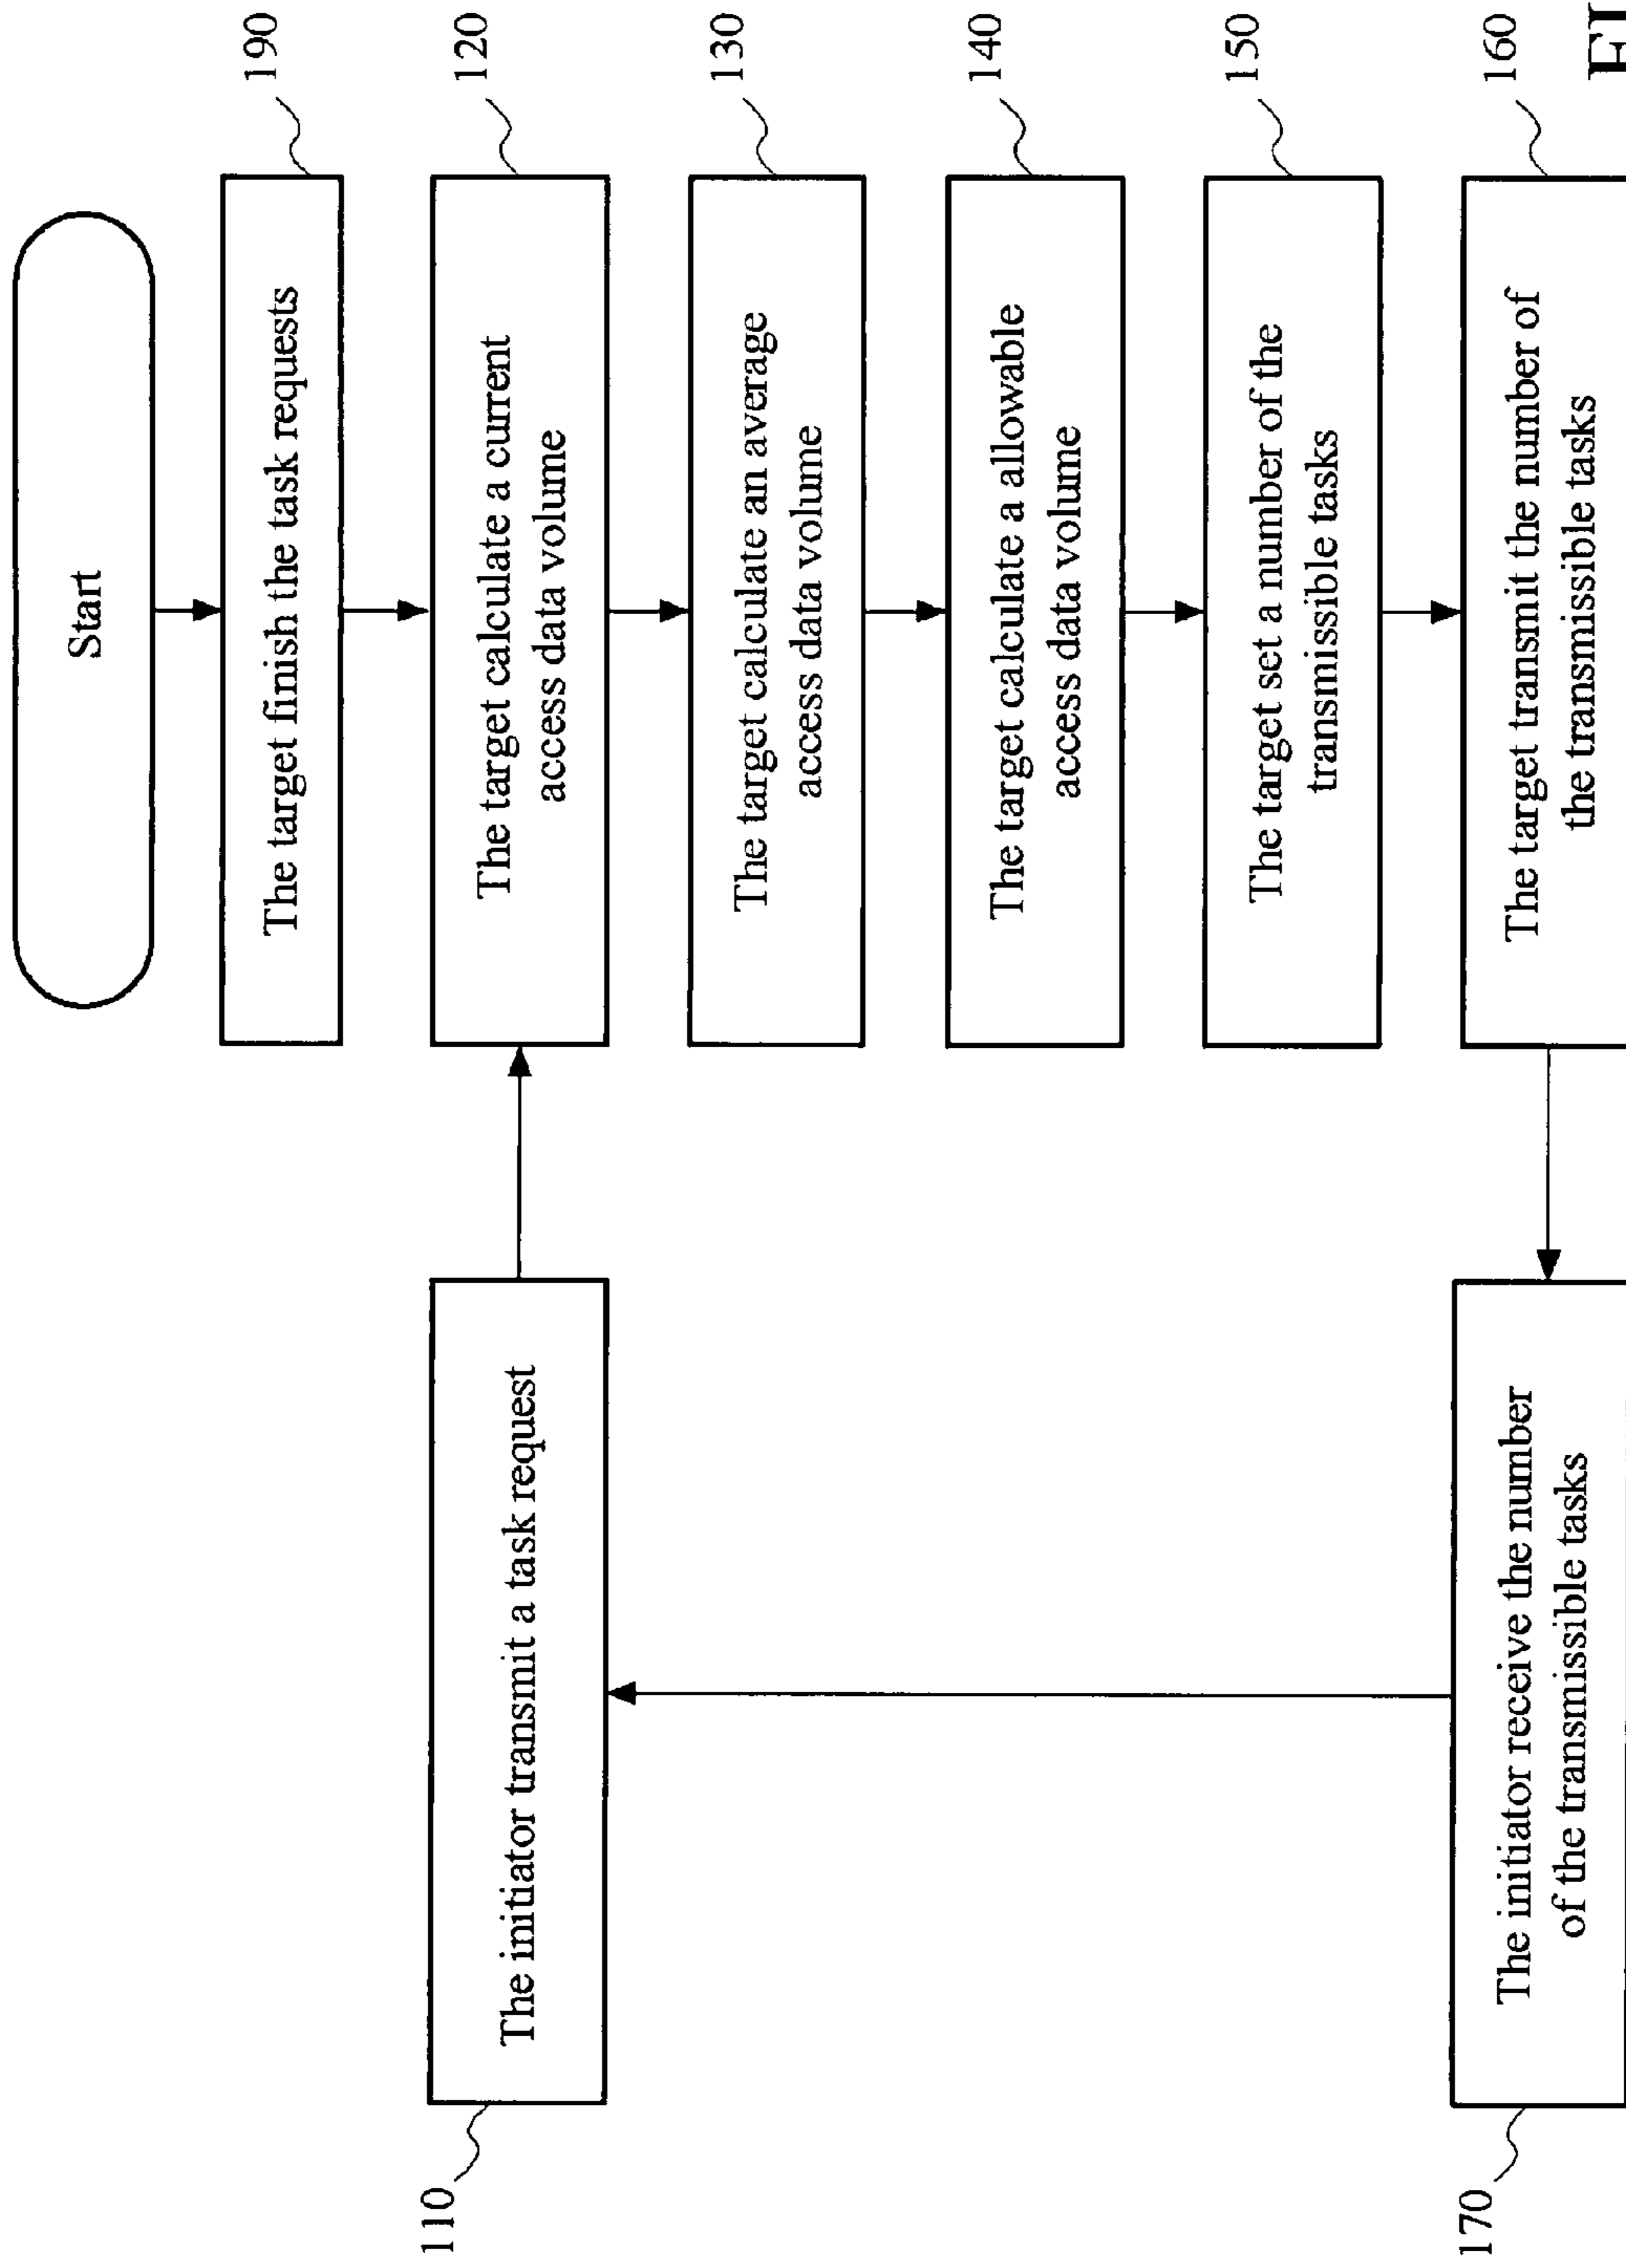 Start
The target finish the task requests
190
The initiator transmit a task request
110
The target calculate a current
access data volume
120
The target calculate an average
access data volume
130
The target calculate a allowable
access data volume
140
The target set a number of the
transmissible tasks
150
The initiator receive the number
of the transmissible tasks
170
The target transmit the number of
the transmissible tasks
160